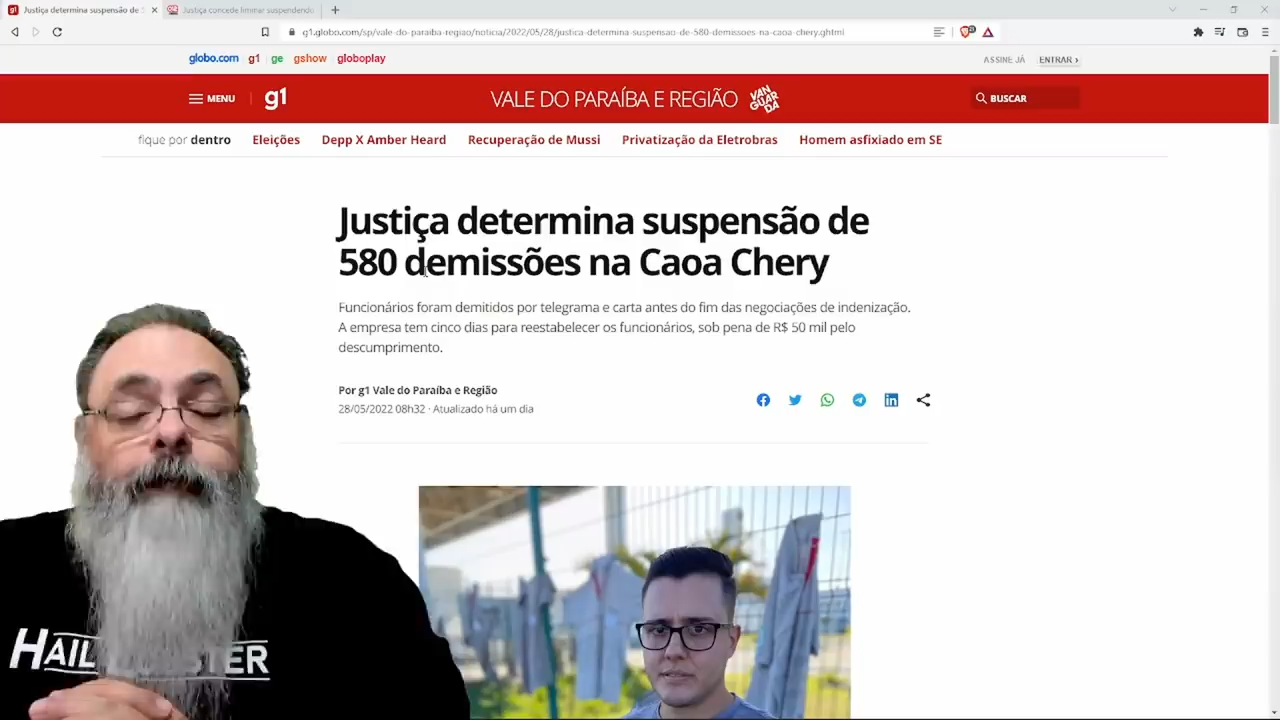 g1 Justiça determina suspensão de 5
Justiça concede liminar suspendendo
g1.globo.com/sp/vale-do-paraiba-regiao/noticia/2022/05/28/justica-determina-suspensao-de-580-demissoes-na-caoa-chery.ghtml
globo.com g1 ge gshow globoplay
ASSINE JÁ ENTRAR ›
MENU g1 VALE DO PARAÍBA E REGIÃO VAN GUAR DA BUSCAR
fique por dentro Eleições Depp X Amber Heard Recuperação de Mussi Privatização da Eletrobras Homem asfixiado em SE
Justiça determina suspensão de
580 demissões na Caoa Chery
Funcionários foram demitidos por telegrama e carta antes do fim das negociações de indenização.
A empresa tem cinco dias para reestabelecer os funcionários, sob pena de R$ 50 mil pelo
descumprimento.
Por g1 Vale do Paraíba e Região
28/05/2022 08h32 · Atualizado há um dia
HAIL